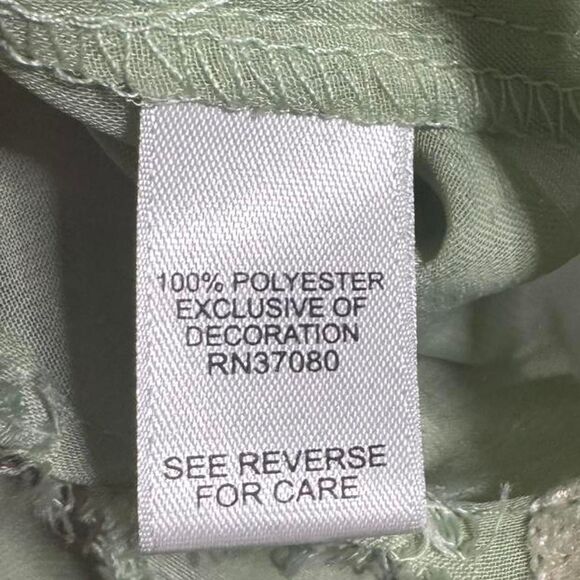 100% POLYESTER
EXCLUSIVE OF
DECORATION
RN37080
SEE REVERSE
FOR CARE